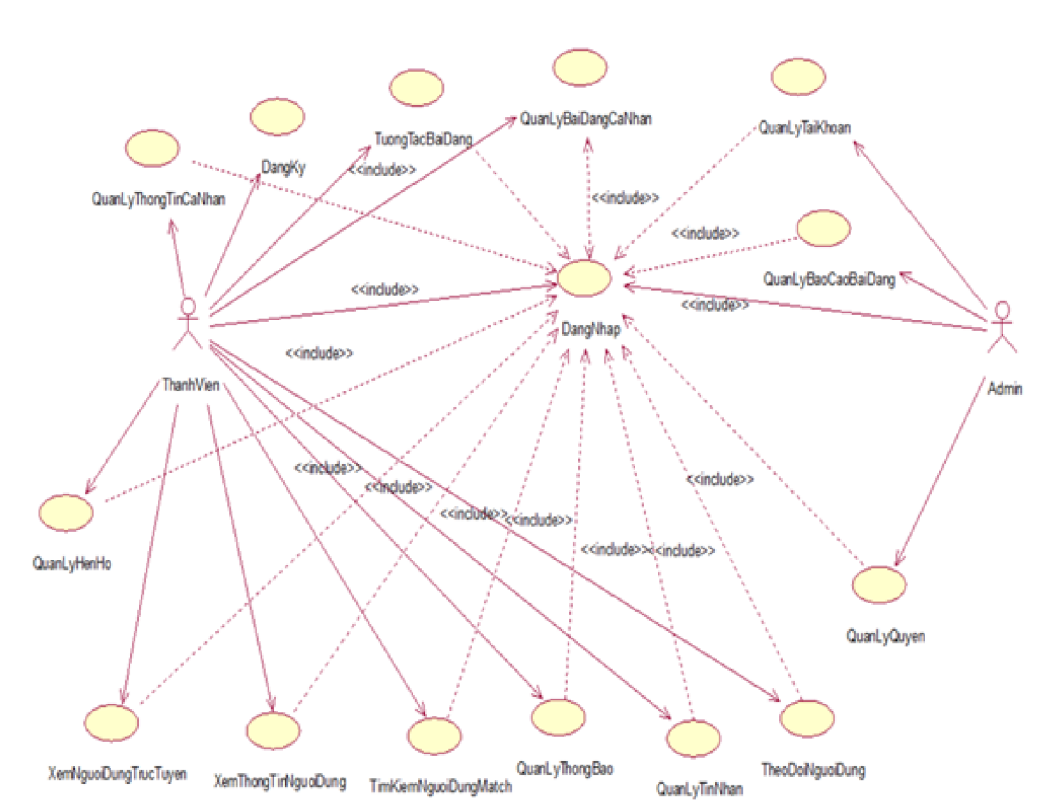 QuanLyBaiDangCaNhan
QuanLyTaiKhoan
TuongTacBaiDang
DangKy
<<include>>
QuanLyThongTinCaNhan
<<include>>
<<include>>
QuanLyBaoCaoBaiDang
<<include>>
<<include>>
DangNhap
<<include>>
ThanhVien
Admin
<<include>>
<<include>>
<<include>>
<<include>>
<<include>>
<<include>>
<<include>>
QuanLyHenHo
QuanLyQuyen
XemNguoiDungTrucTuyen
XemThongTinNguoiDung
TimKiemNguoiDungMatch
QuanLyThongBao
QuanLyTinNhan
TheoDoiNguoiDung